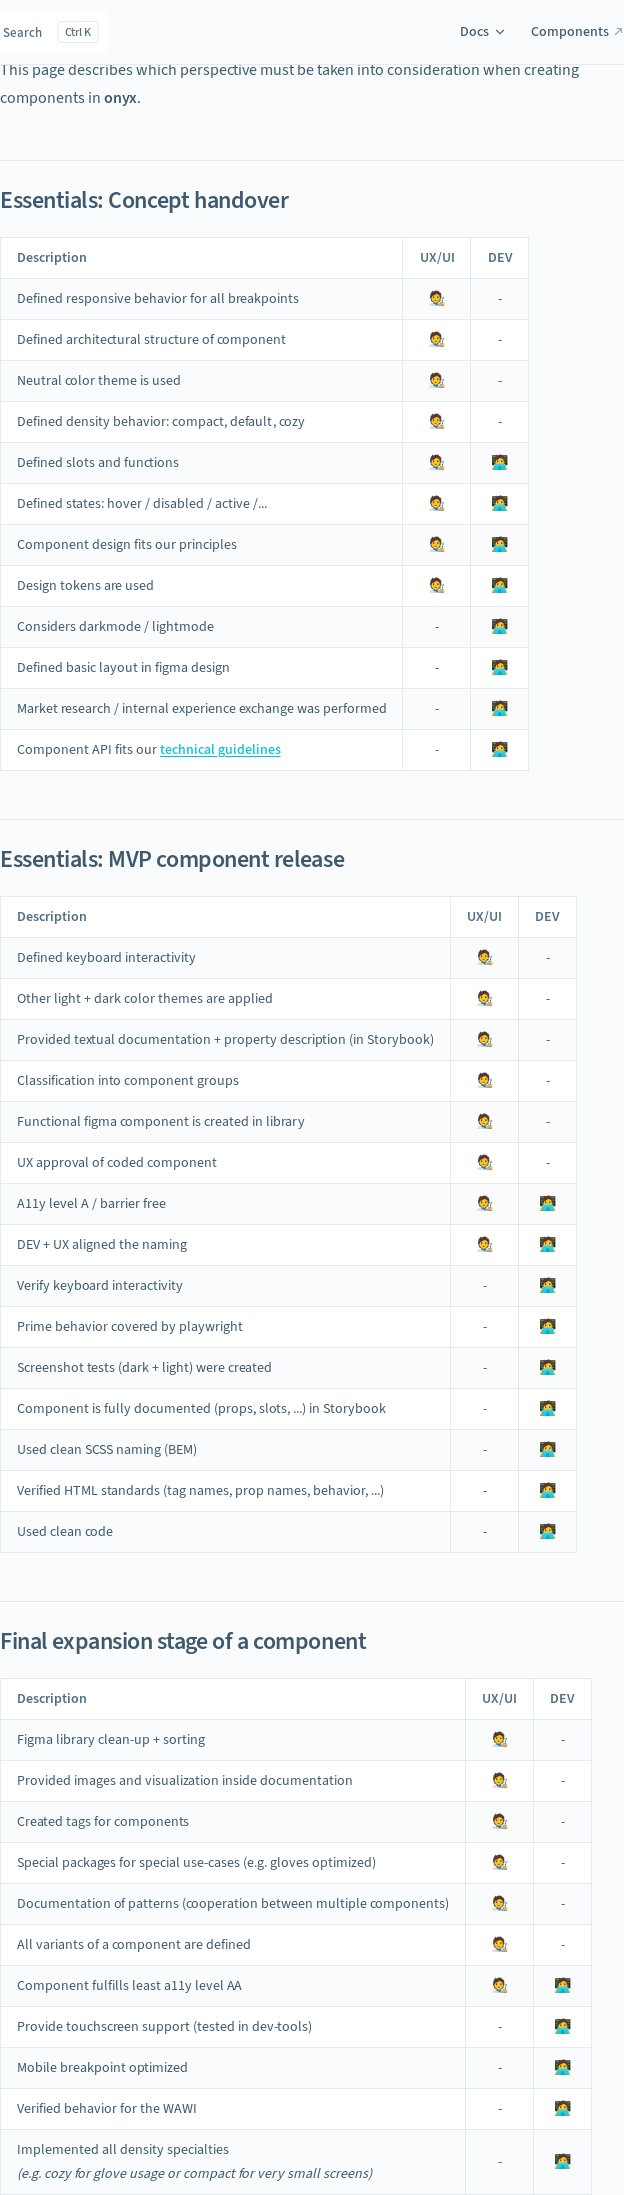 Search Ctrl K Docs Components ↗
This page describes which perspective must be taken into consideration when creating
components in onyx.
Essentials: Concept handover
Description UX/UI DEV
Defined responsive behavior for all breakpoints 🧑‍🎨 -
Defined architectural structure of component 🧑‍🎨 -
Neutral color theme is used 🧑‍🎨 -
Defined density behavior: compact, default, cozy 🧑‍🎨 -
Defined slots and functions 🧑‍🎨 🧑‍💻
Defined states: hover / disabled / active /... 🧑‍🎨 🧑‍💻
Component design fits our principles 🧑‍🎨 🧑‍💻
Design tokens are used 🧑‍🎨 🧑‍💻
Considers darkmode / lightmode - 🧑‍💻
Defined basic layout in figma design - 🧑‍💻
Market research / internal experience exchange was performed - 🧑‍💻
Component API fits our technical guidelines - 🧑‍💻
Essentials: MVP component release
Description UX/UI DEV
Defined keyboard interactivity 🧑‍🎨 -
Other light + dark color themes are applied 🧑‍🎨 -
Provided textual documentation + property description (in Storybook) 🧑‍🎨 -
Classification into component groups 🧑‍🎨 -
Functional figma component is created in library 🧑‍🎨 -
UX approval of coded component 🧑‍🎨 -
A11y level A / barrier free 🧑‍🎨 🧑‍💻
DEV + UX aligned the naming 🧑‍🎨 🧑‍💻
Verify keyboard interactivity - 🧑‍💻
Prime behavior covered by playwright - 🧑‍💻
Screenshot tests (dark + light) were created - 🧑‍💻
Component is fully documented (props, slots, ...) in Storybook - 🧑‍💻
Used clean SCSS naming (BEM) - 🧑‍💻
Verified HTML standards (tag names, prop names, behavior, ...) - 🧑‍💻
Used clean code - 🧑‍💻
Final expansion stage of a component
Description UX/UI DEV
Figma library clean-up + sorting 🧑‍🎨 -
Provided images and visualization inside documentation 🧑‍🎨 -
Created tags for components 🧑‍🎨 -
Special packages for special use-cases (e.g. gloves optimized) 🧑‍🎨 -
Documentation of patterns (cooperation between multiple components) 🧑‍🎨 -
All variants of a component are defined 🧑‍🎨 -
Component fulfills least a11y level AA 🧑‍🎨 🧑‍💻
Provide touchscreen support (tested in dev-tools) - 🧑‍💻
Mobile breakpoint optimized - 🧑‍💻
Verified behavior for the WAWI - 🧑‍💻
Implemented all density specialties - 🧑‍💻
(e.g. cozy for glove usage or compact for very small screens)